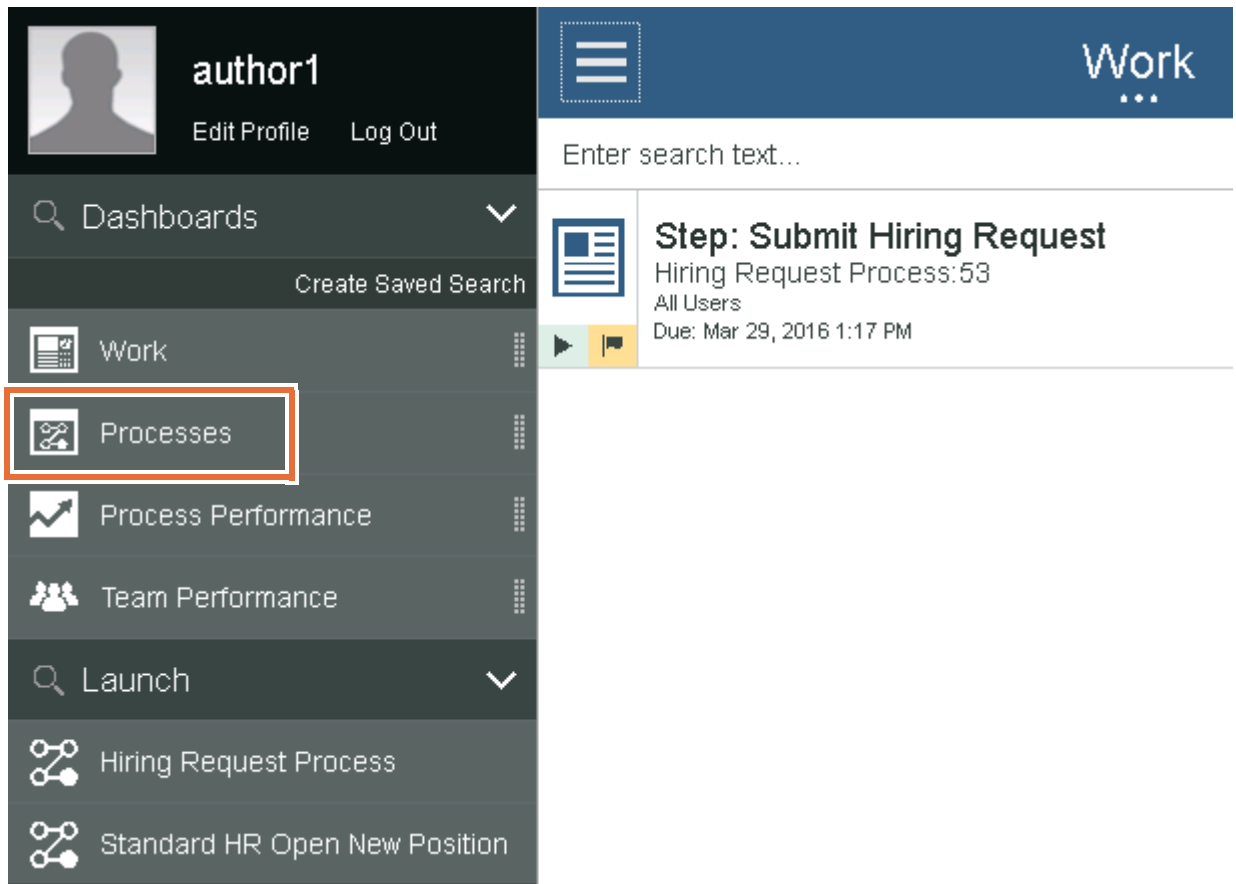 author1
Edit Profile Log Out
Dashboards
Create Saved Search
Work
Processes
Process Performance
Team Performance
Launch
Hiring Request Process
Standard HR Open New Position
Work
Enter search text...
Step: Submit Hiring Request
Hiring Request Process:53
All Users
Due: Mar 29, 2016 1:17 PM